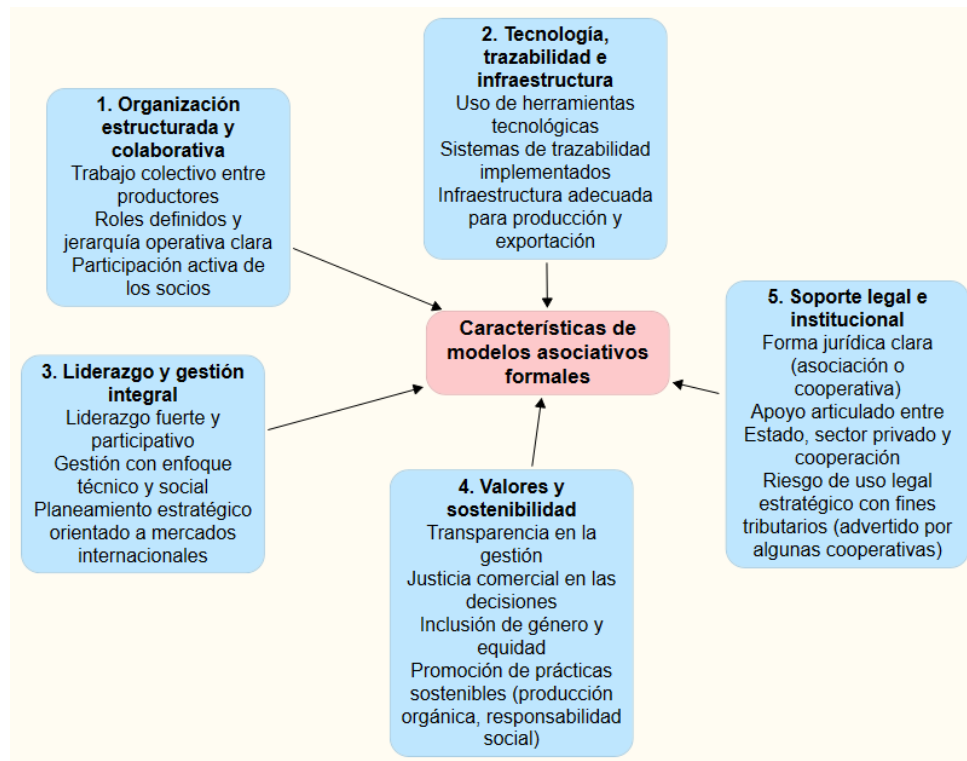 1. Organización
estructurada y
colaborativa
Trabajo colectivo entre
productores
Roles definidos y
jerarquía operativa clara
Participación activa de
los socios
2. Tecnología,
trazabilidad e
infraestructura
Uso de herramientas
tecnológicas
Sistemas de trazabilidad
implementados
Infraestructura adecuada
para producción y
exportación
Características de
modelos asociativos
formales
3. Liderazgo y gestión
integral
Liderazgo fuerte y
participativo
Gestión con enfoque
técnico y social
Planeamiento estratégico
orientado a mercados
internacionales
4. Valores y
sostenibilidad
Transparencia en la
gestión
Justicia comercial en las
decisiones
Inclusión de género y
equidad
Promoción de prácticas
sostenibles (producción
orgánica, responsabilidad
social)
5. Soporte legal e
institucional
Forma jurídica clara
(asociación o
cooperativa)
Apoyo articulado entre
Estado, sector privado y
cooperación
Riesgo de uso legal
estratégico con fines
tributarios (advertido por
algunas cooperativas)